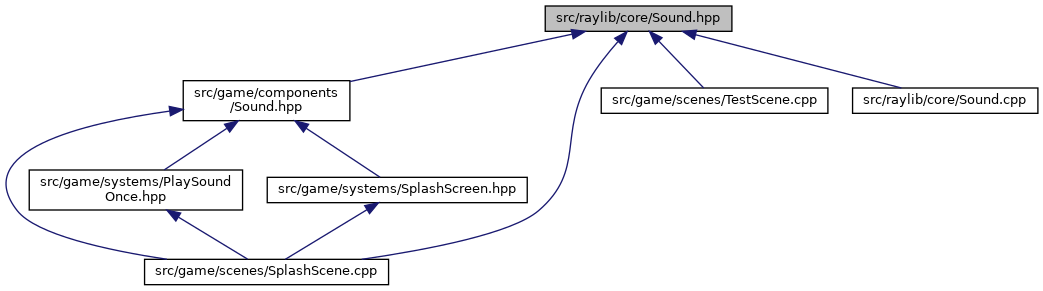 src/raylib/core/Sound.hpp
src/game/components
/Sound.hpp
src/game/scenes/TestScene.cpp
src/raylib/core/Sound.cpp
src/game/systems/PlaySound
Once.hpp
src/game/systems/SplashScreen.hpp
src/game/scenes/SplashScene.cpp